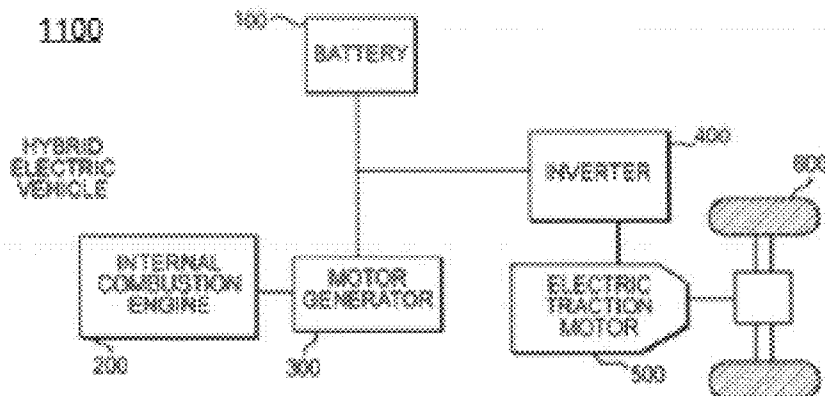 1100
100
BATTERY
HYBRID
ELECTRIC
VEHICLE
400
INVERTER
600
INTERNAL
COMBUSTION
ENGINE
MOTOR
GENERATOR
ELECTRIC
TRACTION
MOTOR
200
300
500